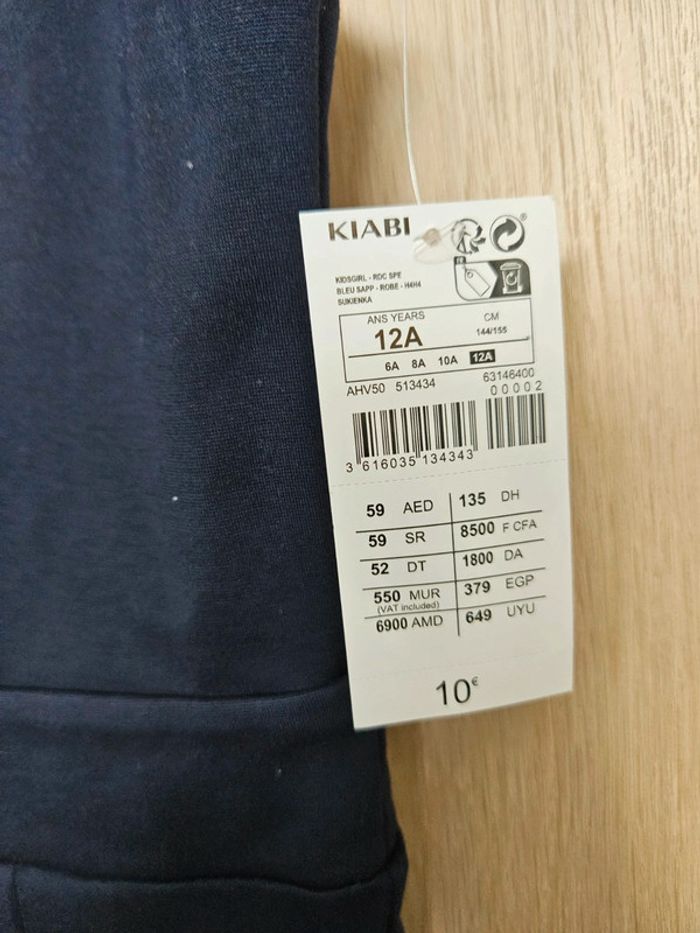 KIABI
FR
KIDSGIRL - RDC SPE
BLEU SAPP - ROBE - H4H4
SUKIENKA
ANS YEARS CM
12A 144/155
6A 8A 10A 12A
AHV50 513434 63146400
00002
3 616035 134343
59 AED 135 DH
59 SR 8500 F CFA
52 DT 1800 DA
550 MUR 379 EGP
(VAT included)
6900 AMD 649 UYU
10€